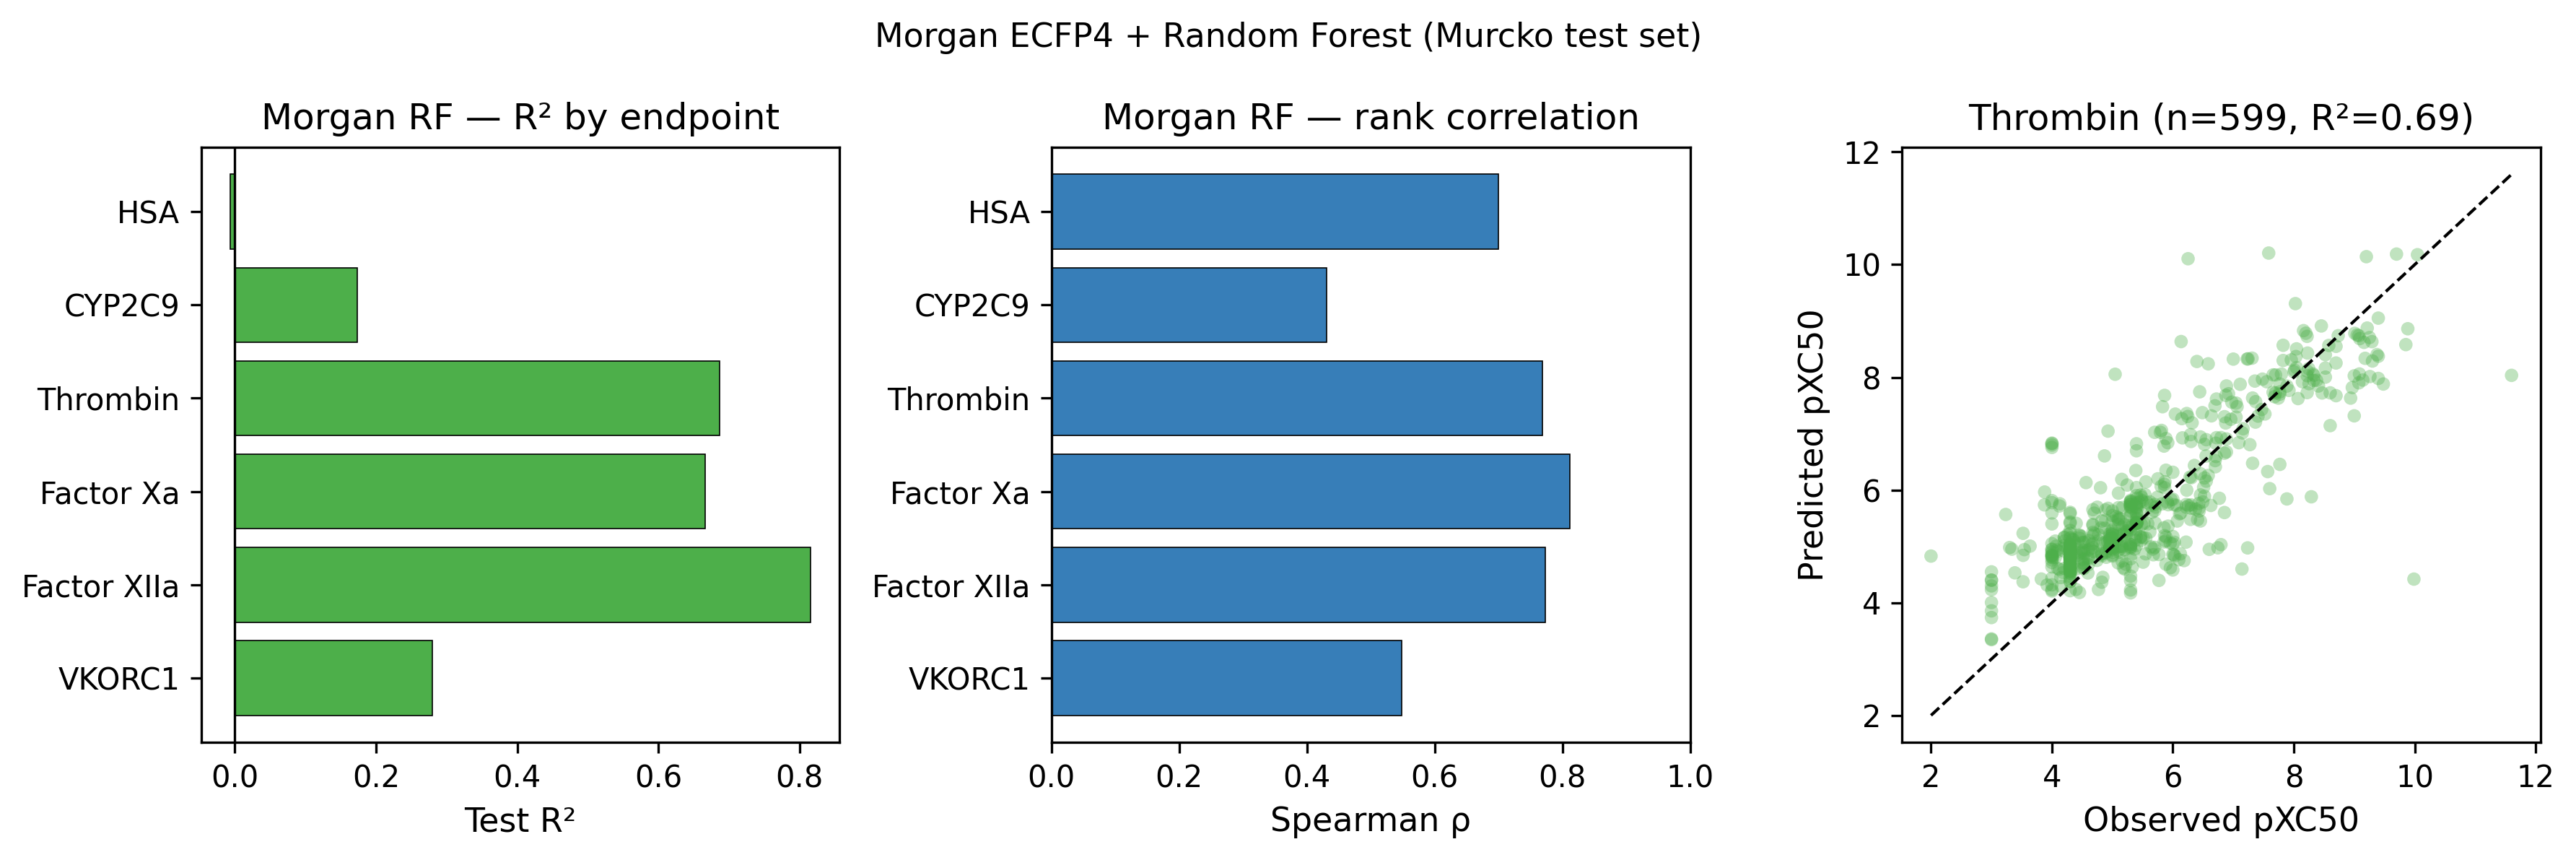 Morgan ECFP4 + Random Forest (Murcko test set)
Morgan RF — R² by endpoint
HSA
CYP2C9
Thrombin
Factor Xa
Factor XIIa
VKORC1
0.0 0.2 0.4 0.6 0.8
Test R²
Morgan RF — rank correlation
HSA
CYP2C9
Thrombin
Factor Xa
Factor XIIa
VKORC1
0.0 0.2 0.4 0.6 0.8 1.0
Spearman ρ
Thrombin (n=599, R²=0.69)
Predicted pXC50
12
10
8
6
4
2
2 4 6 8 10 12
Observed pXC50